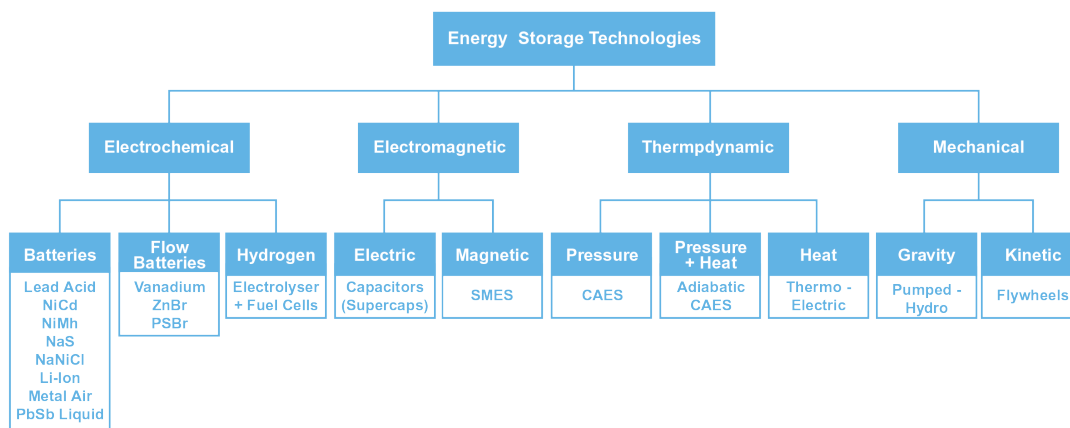 Energy Storage Technologies
Electrochemical
Electromagnetic
Thermpdynamic
Mechanical
Batteries
Lead Acid
NiCd
NiMh
NaS
NaNiCl
Li-Ion
Metal Air
PbSb Liquid
Flow
Batteries
Vanadium
ZnBr
PSBr
Hydrogen
Electrolyser
+ Fuel Cells
Electric
Capacitors
(Supercaps)
Magnetic
SMES
Pressure
CAES
Pressure
+ Heat
Adiabatic
CAES
Heat
Thermo -
Electric
Gravity
Pumped -
Hydro
Kinetic
Flywheels